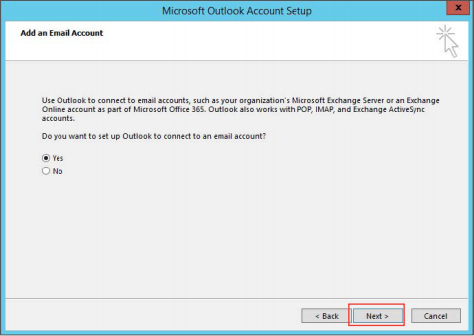 Microsoft Outlook Account Setup
x
Add an Email Account
Use Outlook to connect to email accounts, such as your organization's Microsoft Exchange Server or an Exchange
Online account as part of Microsoft Office 365. Outlook also works with POP, IMAP, and Exchange ActiveSync
accounts.
Do you want to set up Outlook to connect to an email account?
Yes
No
< Back Next > Cancel